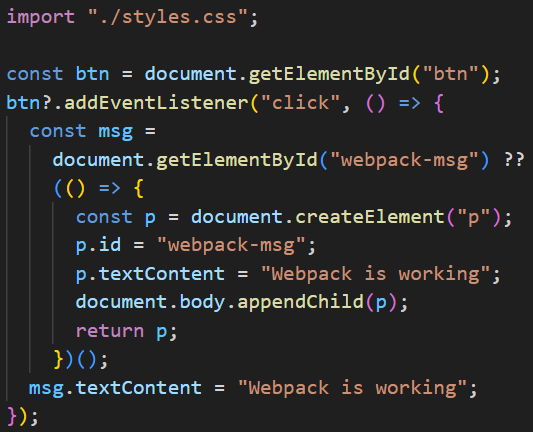 import "./styles.css";

const btn = document.getElementById("btn");
btn?.addEventListener("click", () => {
  const msg =
    document.getElementById("webpack-msg") ??
    (() => {
      const p = document.createElement("p");
      p.id = "webpack-msg";
      p.textContent = "Webpack is working";
      document.body.appendChild(p);
      return p;
    })();
  msg.textContent = "Webpack is working";
});